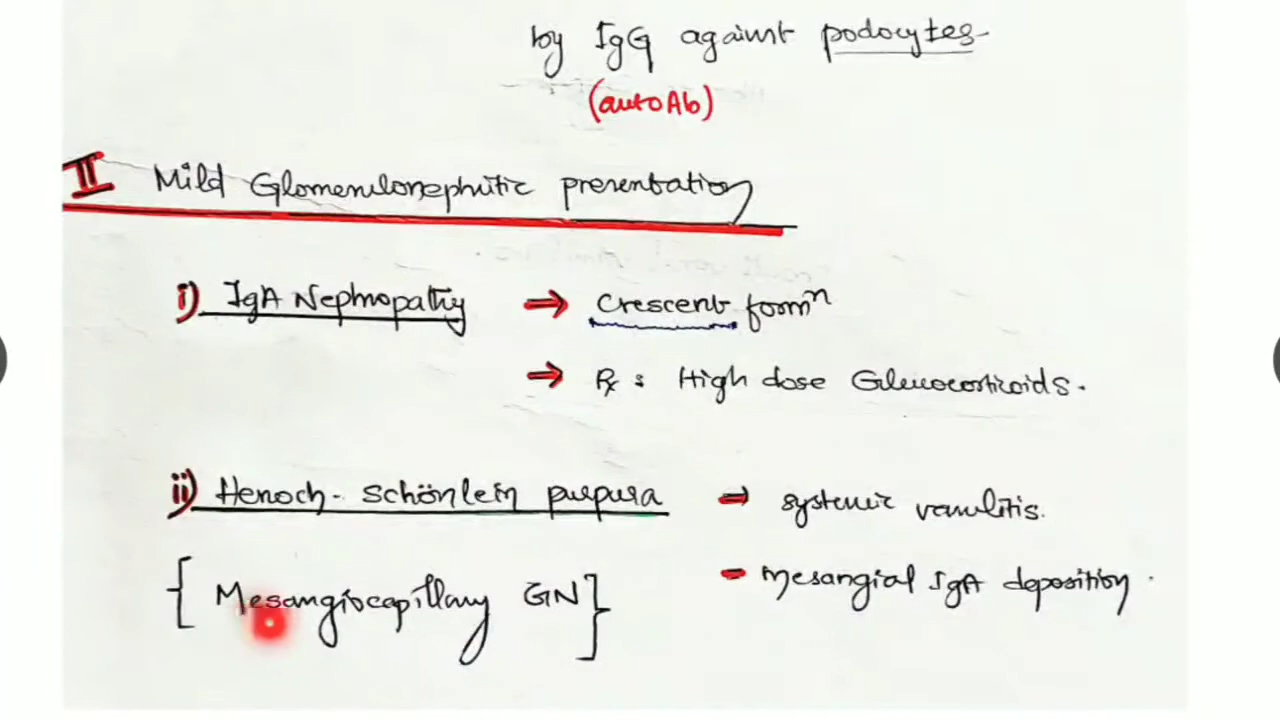 by IgG against podocytes
(autoAb)
II Mild Glomerulonephritic presentation
i) IgA Nephropathy → Crescent formⁿ
→ Rx : High dose Glucocorticoids.
ii) Henoch-Schönlein purpura → systemic vasculitis.
- Mesangial IgA deposition.
{ Mesangiocapillary GN }